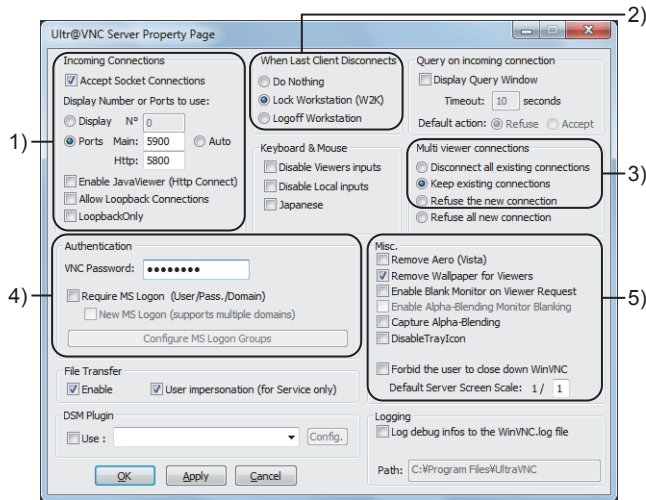 2)
Ultr@VNC Server Property Page
1)
Incoming Connections
Accept Socket Connections
Display Number or Ports to use:
Display N° 0
Ports Main: 5900 Auto
Http: 5800
Enable JavaViewer (Http Connect)
Allow Loopback Connections
LoopbackOnly
When Last Client Disconnects
Do Nothing
Lock Workstation (W2K)
Logoff Workstation
Keyboard & Mouse
Disable Viewers inputs
Disable Local inputs
Japanese
Query on incoming connection
Display Query Window
Timeout: 10 seconds
Default action: Refuse Accept
Multi viewer connections
Disconnect all existing connections
Keep existing connections
Refuse the new connection
Refuse all new connection
3)
4)
Authentication
VNC Password: ●●●●●●●●
Require MS Logon (User/Pass./Domain)
New MS Logon (supports multiple domains)
Configure MS Logon Groups
Misc.
Remove Aero (Vista)
Remove Wallpaper for Viewers
Enable Blank Monitor on Viewer Request
Enable Alpha-Blending Monitor Blanking
Capture Alpha-Blending
DisableTrayIcon
Forbid the user to close down WinVNC
Default Server Screen Scale: 1 / 1
5)
File Transfer
Enable User impersonation (for Service only)
DSM Plugin
Use : Config.
Logging
Log debug infos to the WinVNC.log file
Path: C:¥Program Files¥UltraVNC
OK Apply Cancel